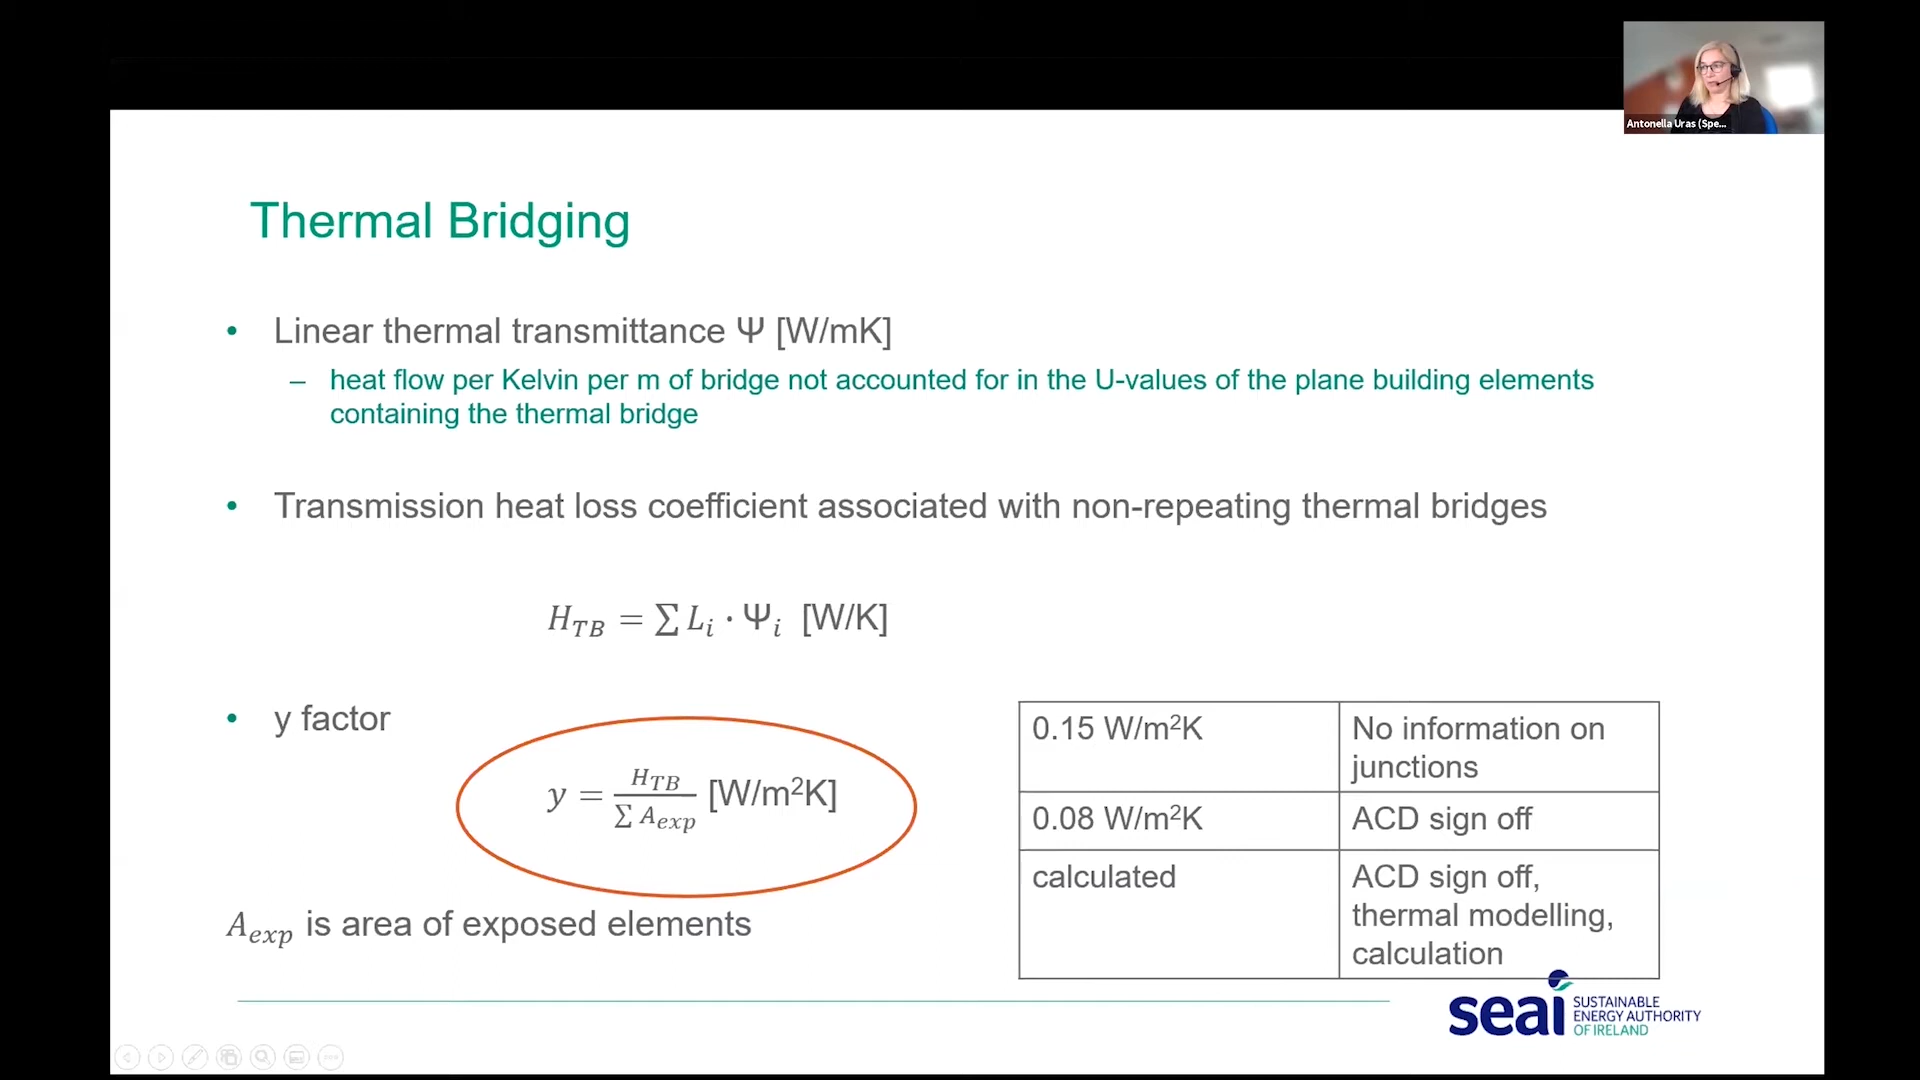 Antonella Uras (Spe...
Thermal Bridging
• Linear thermal transmittance Ψ [W/mK]
– heat flow per Kelvin per m of bridge not accounted for in the U-values of the plane building elements
containing the thermal bridge
• Transmission heat loss coefficient associated with non-repeating thermal bridges
H_TB = ∑ L_i · Ψ_i [W/K]
• y factor
y = H_TB / ∑ A_exp [W/m²K]
A_exp is area of exposed elements
0.15 W/m²K
No information on
junctions
0.08 W/m²K
ACD sign off
calculated
ACD sign off,
thermal modelling,
calculation
seai
SUSTAINABLE
ENERGY AUTHORITY
OF IRELAND